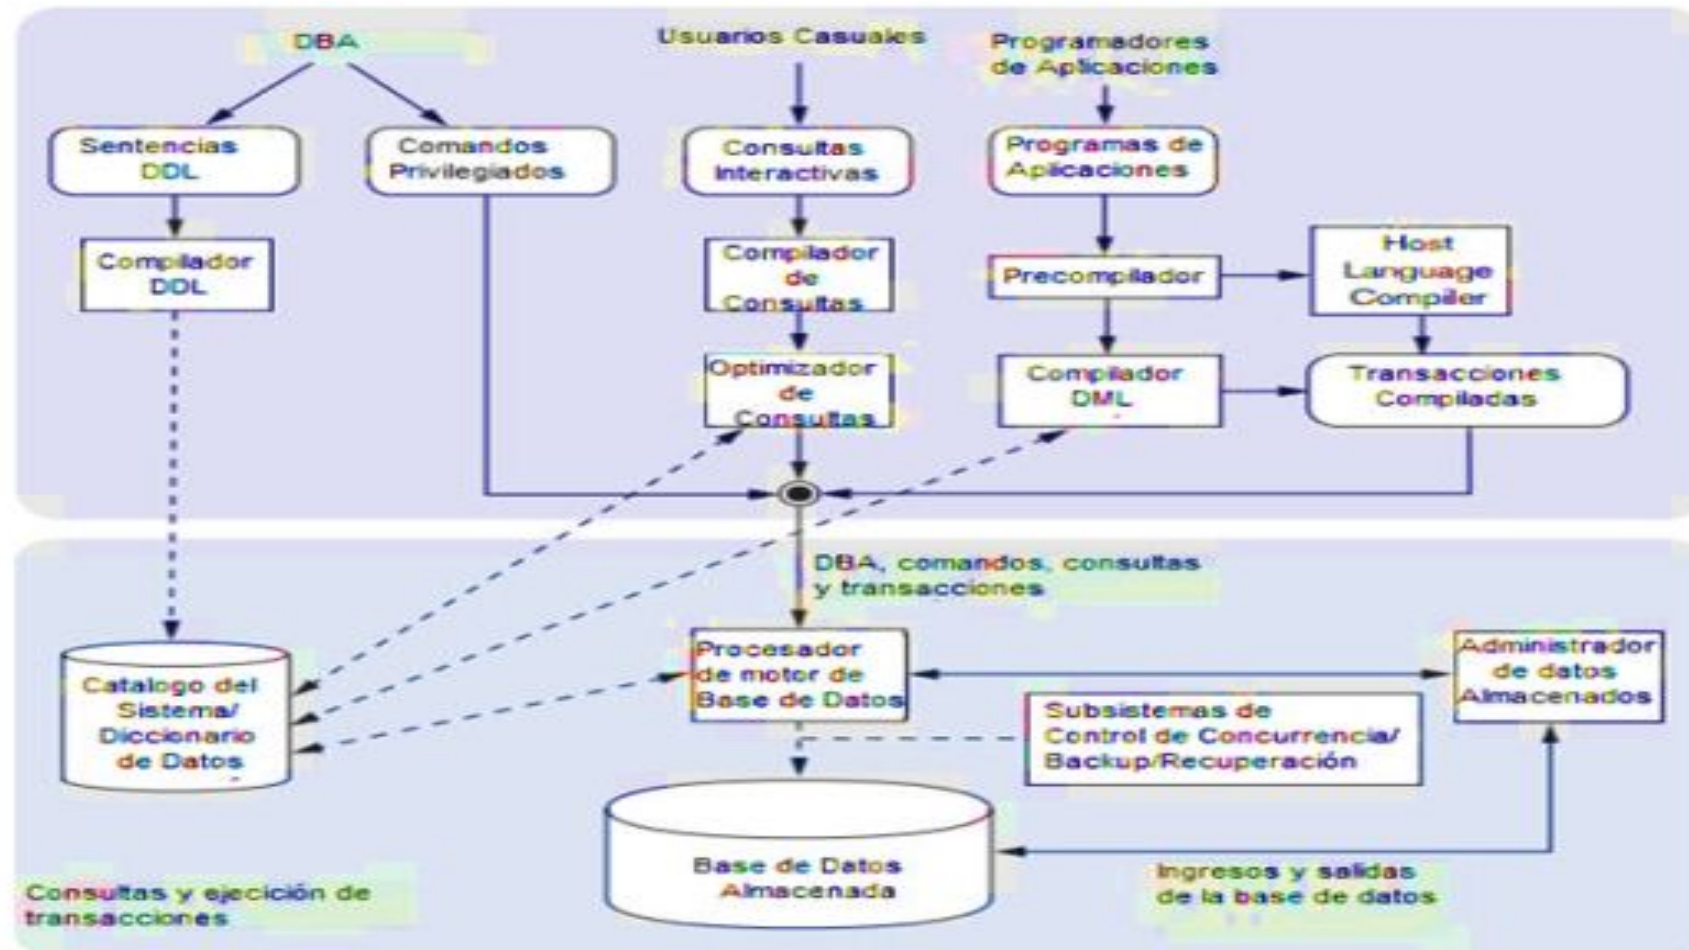 DBA
Usuarios Casuales
Programadores
de Aplicaciones
Sentencias
DDL
Comandos
Privilegiados
Consultas
Interactivas
Programas de
Aplicaciones
Compilador
DDL
Compilador
de
Consultas
Precompilador
Host
Language
Compiler
Optimizador
de
Consultas
Compilador
DML
Transacciones
Compiladas
DBA, comandos, consultas
y transacciones
Catalogo del
Sistema/
Diccionario
de Datos
Procesador
de motor de
Base de Datos
Administrador
de datos
Almacenados
Subsistemas de
Control de Concurrencia/
Backup/Recuperación
Base de Datos
Almacenada
Ingresos y salidas
de la base de datos
Consultas y ejecición de
transacciones